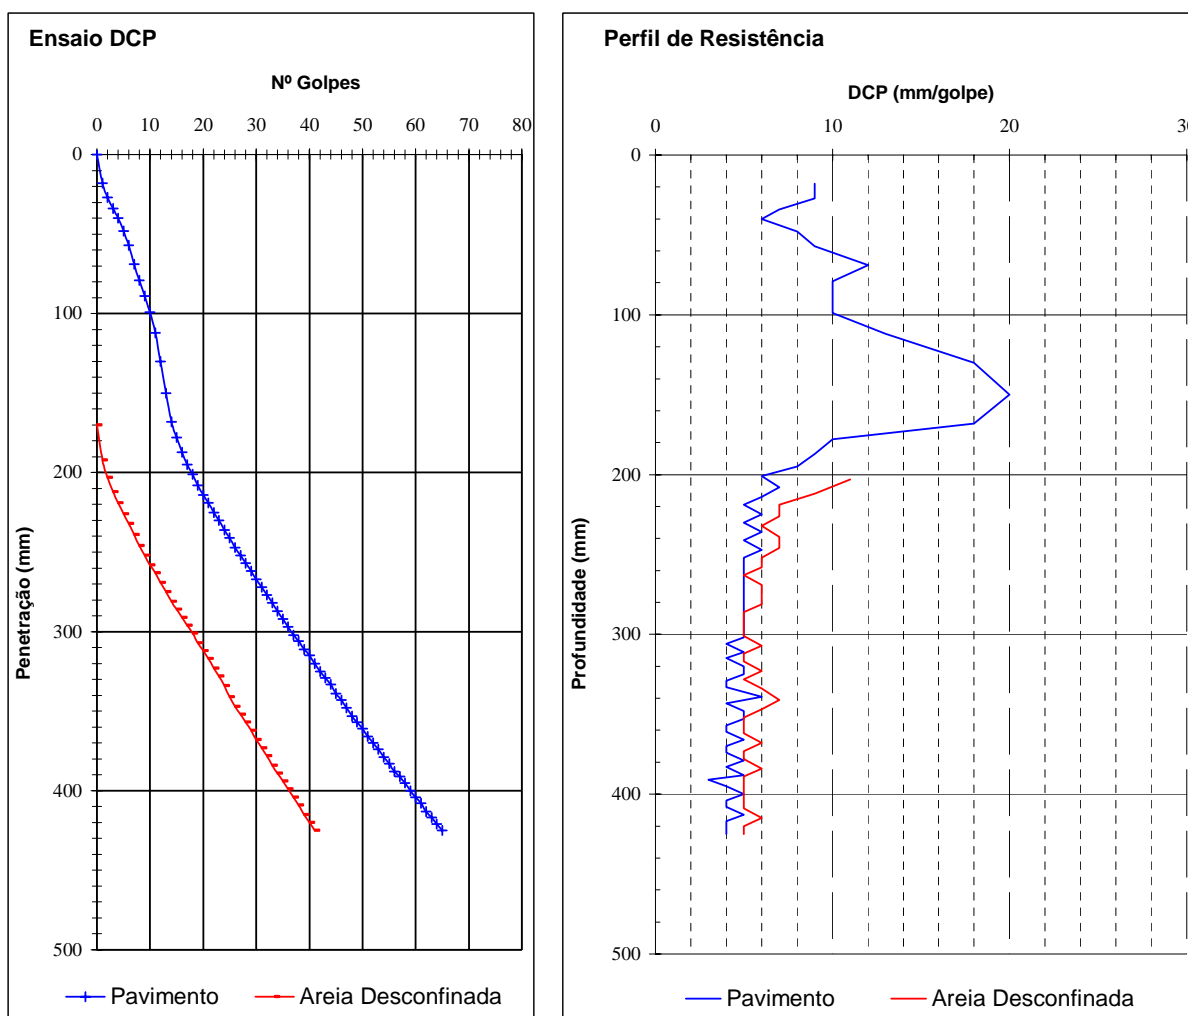 Ensaio DCP
Nº Golpes
0 10 20 30 40 50 60 70 80
0
100
200
300
400
500
Penetração (mm)
Pavimento
Areia Desconfinada
Perfil de Resistência
DCP (mm/golpe)
0 10 20 30
0
100
200
300
400
500
Profundidade (mm)
Pavimento
Areia Desconfinada